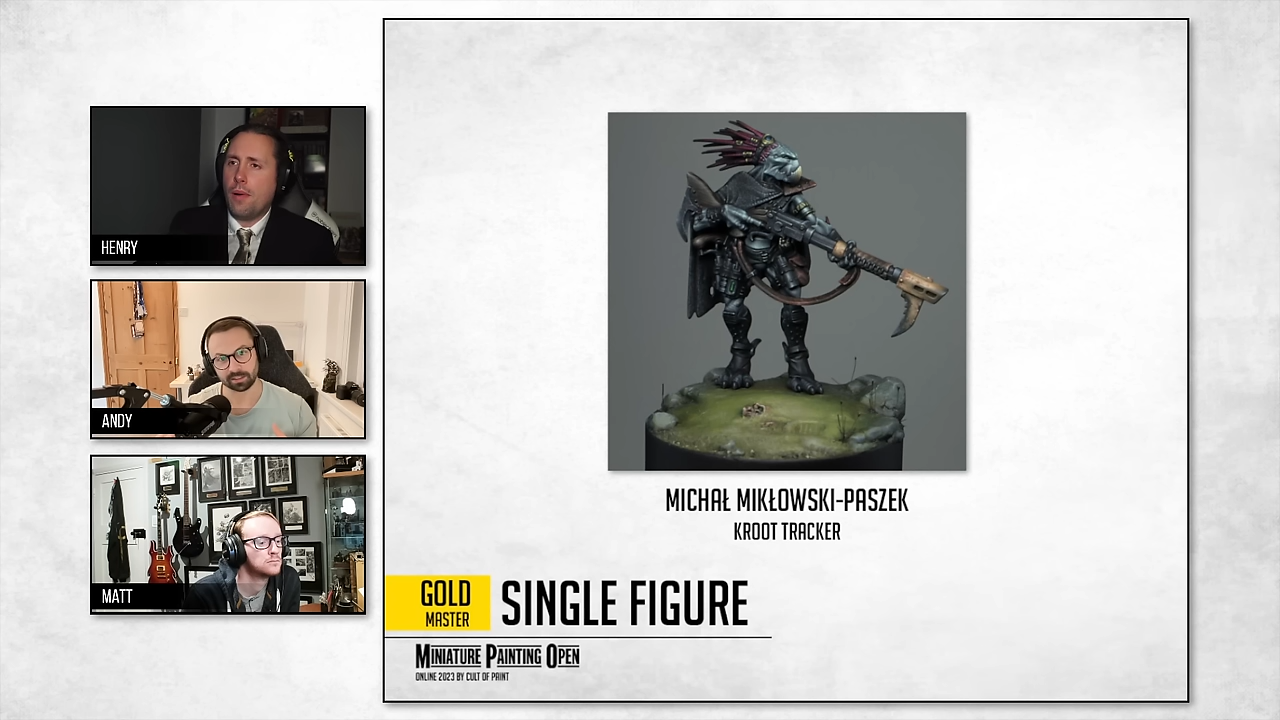 HENRY
ANDY
MATT
MICHAŁ MIKŁOWSKI-PASZEK
KROOT TRACKER
GOLD
MASTER
SINGLE FIGURE
MINIATURE PAINTING OPEN
ONLINE 2023 BY CULT OF PAINT